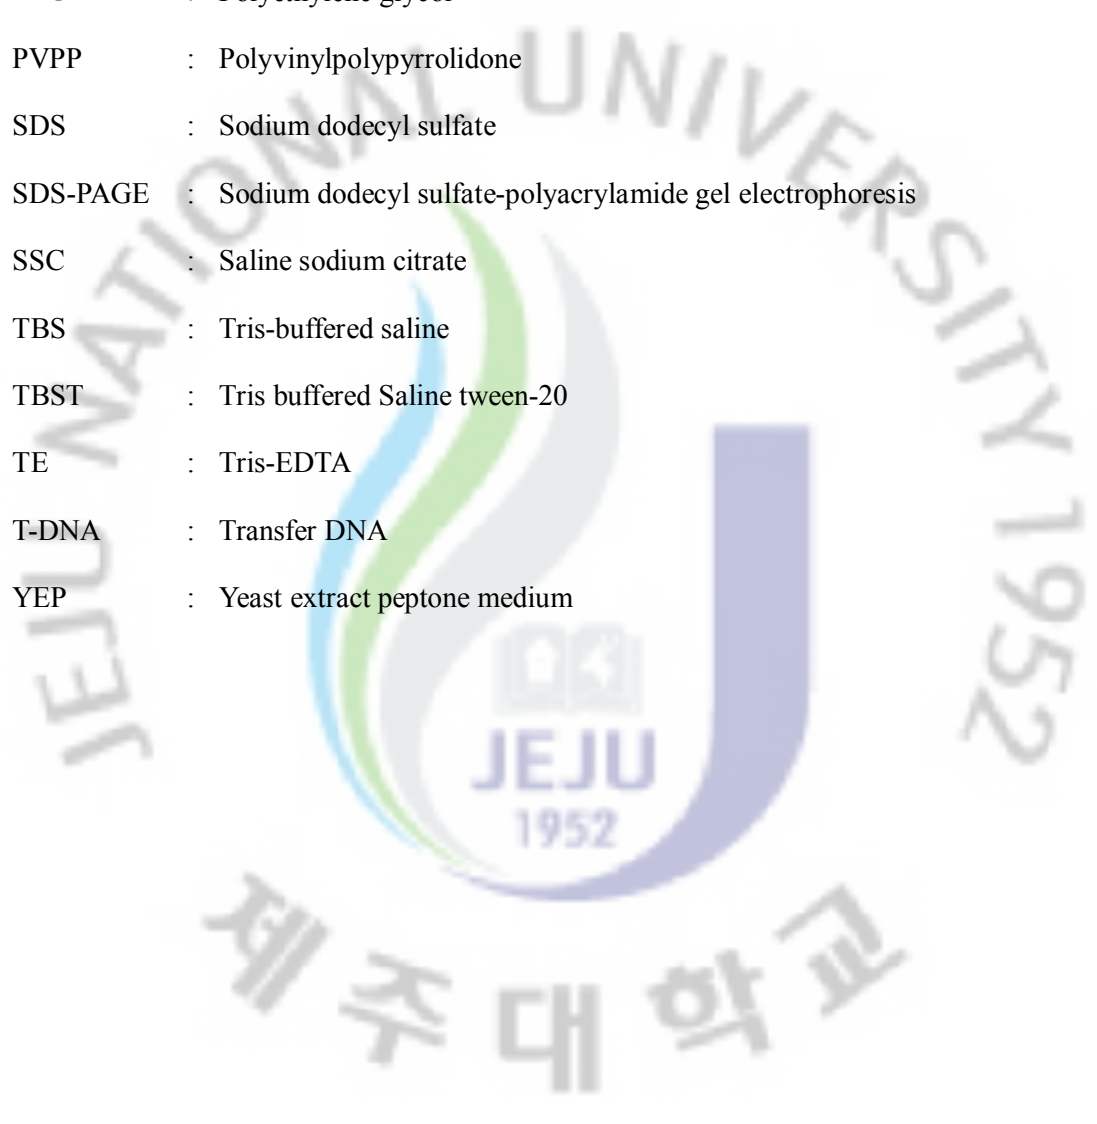 PVPP : Polyvinylpolypyrrolidone
SDS : Sodium dodecyl sulfate
SDS-PAGE : Sodium dodecyl sulfate-polyacrylamide gel electrophoresis
SSC : Saline sodium citrate
TBS : Tris-buffered saline
TBST : Tris buffered Saline tween-20
TE : Tris-EDTA
T-DNA : Transfer DNA
YEP : Yeast extract peptone medium
JEJU NATIONAL UNIVERSITY 1952
JEJU
1952
제주대학교